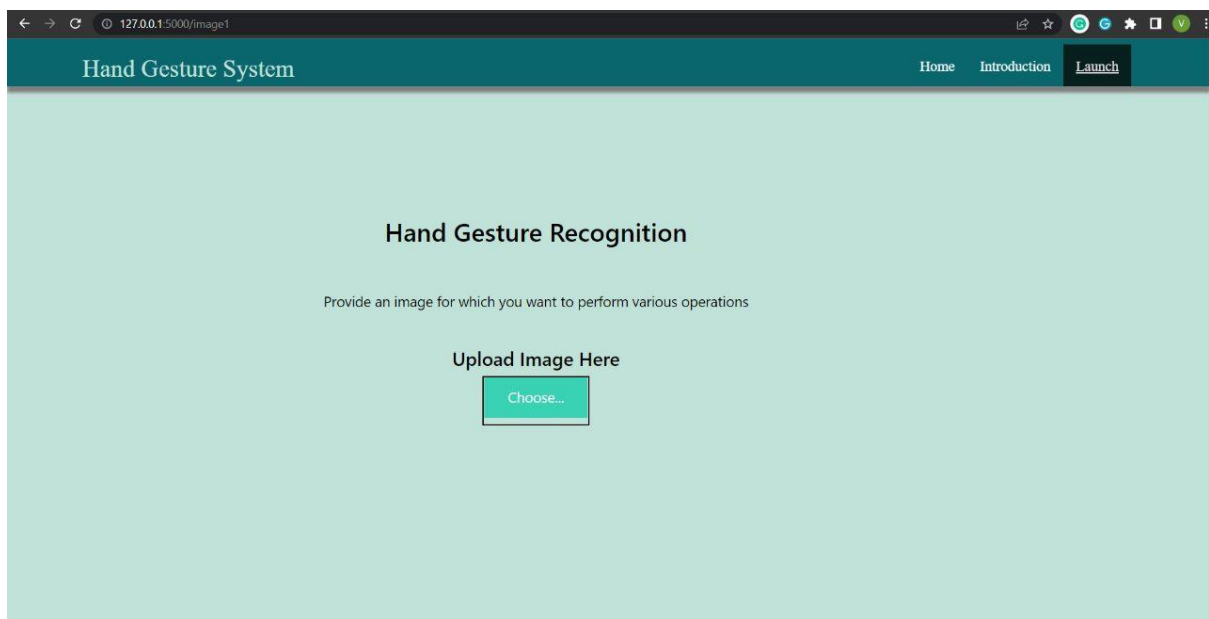 127.0.0.1:5000/image1
V
Hand Gesture System
Home Introduction Launch
Hand Gesture Recognition
Provide an image for which you want to perform various operations
Upload Image Here
Choose...